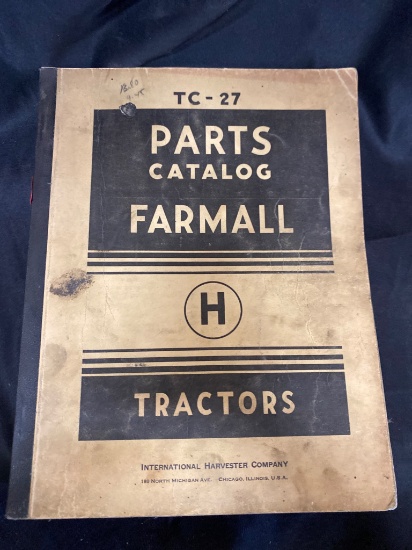 TC-27
PARTS
CATALOG
FARMALL
H
TRACTORS
INTERNATIONAL HARVESTER COMPANY
180 NORTH MICHIGAN AVE. CHICAGO, ILLINOIS, U.S.A.